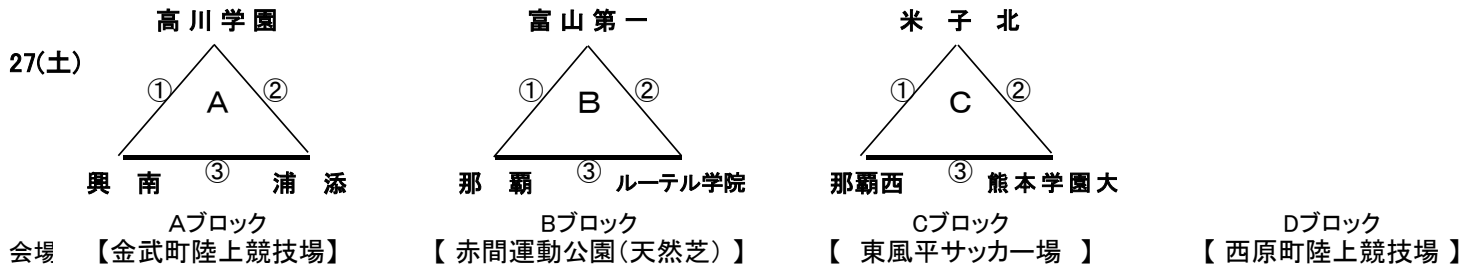 高川学園 富山第一 米子北
27(土)
① ② ① ② ① ②
A B C
③ ③ ③
興南 浦添 那覇 ルーテル学院 那覇西 熊本学園大
Aブロック Bブロック Cブロック Dブロック
会場 【金武町陸上競技場】 【 赤間運動公園(天然芝) 】 【 東風平サッカー場 】 【 西原町陸上競技場 】